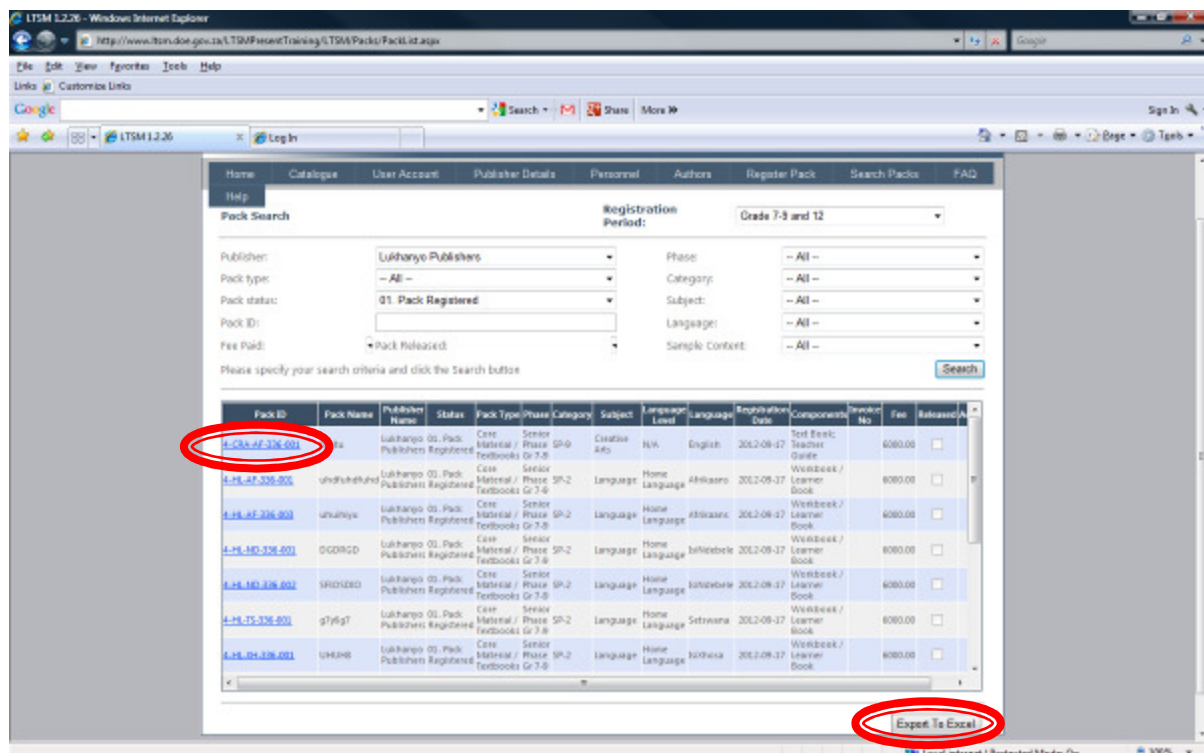 LTSM 1.2.26 - Windows Internet Explorer
http://www.ltsm.doe.gov.za/LTSMPresentTraining/LTSM/Packs/PackList.aspx
Google
File Edit View Favorites Tools Help
Links Customize Links
Google Search Share More Sign In
LTSM 1.2.26 Log In Page Tools
Home Catalogue User Account Publisher Details Personnel Authors Register Pack Search Packs FAQ
Help
Pack Search Registration Period: Grade 7-9 and 12
Publisher: Lukhanyo Publishers Phase: -- All --
Pack type: -- All -- Category: -- All --
Pack status: 01. Pack Registered Subject: -- All --
Pack ID: Language: -- All --
Fee Paid: Pack Released: Sample Content: -- All --
Please specify your search criteria and click the Search button Search
Pack ID Pack Name Publisher Name Status Pack Type Phase Category Subject Language Level Language Registration Date Components Invoice No Fee Released
4-CRA-AF-336-001 Lukhanyo Publishers 01. Pack Registered Core Material / Textbooks Senior Phase Gr 7-9 SP-9 Creative Arts N/A English 2012-09-17 Text Book; Teacher Guide 6000.00
4-HL-AF-336-001 Lukhanyo Publishers 01. Pack Registered Core Material / Textbooks Senior Phase Gr 7-9 SP-2 Language Home Language Afrikaans 2012-09-17 Workbook / Learner Book 6000.00
4-HL-AF-336-003 Lukhanyo Publishers 01. Pack Registered Core Material / Textbooks Senior Phase Gr 7-9 SP-2 Language Home Language Afrikaans 2012-09-17 Workbook / Learner Book 6000.00
4-HL-ND-336-001 DGDRGD Lukhanyo Publishers 01. Pack Registered Core Material / Textbooks Senior Phase Gr 7-9 SP-2 Language Home Language IsiNdebele 2012-09-17 Workbook / Learner Book 6000.00
4-HL-ND-336-002 Lukhanyo Publishers 01. Pack Registered Core Material / Textbooks Senior Phase Gr 7-9 SP-2 Language Home Language IsiNdebele 2012-09-17 Workbook / Learner Book 6000.00
4-HL-TS-336-001 g7y6g7 Lukhanyo Publishers 01. Pack Registered Core Material / Textbooks Senior Phase Gr 7-9 SP-2 Language Home Language Setswana 2012-09-17 Workbook / Learner Book 6000.00
4-HL-XH-336-001 UHUH8 Lukhanyo Publishers 01. Pack Registered Core Material / Textbooks Senior Phase Gr 7-9 SP-2 Language Home Language IsiXhosa 2012-09-17 Workbook / Learner Book 6000.00
Export To Excel
Local intranet | Protected Mode: On 100%